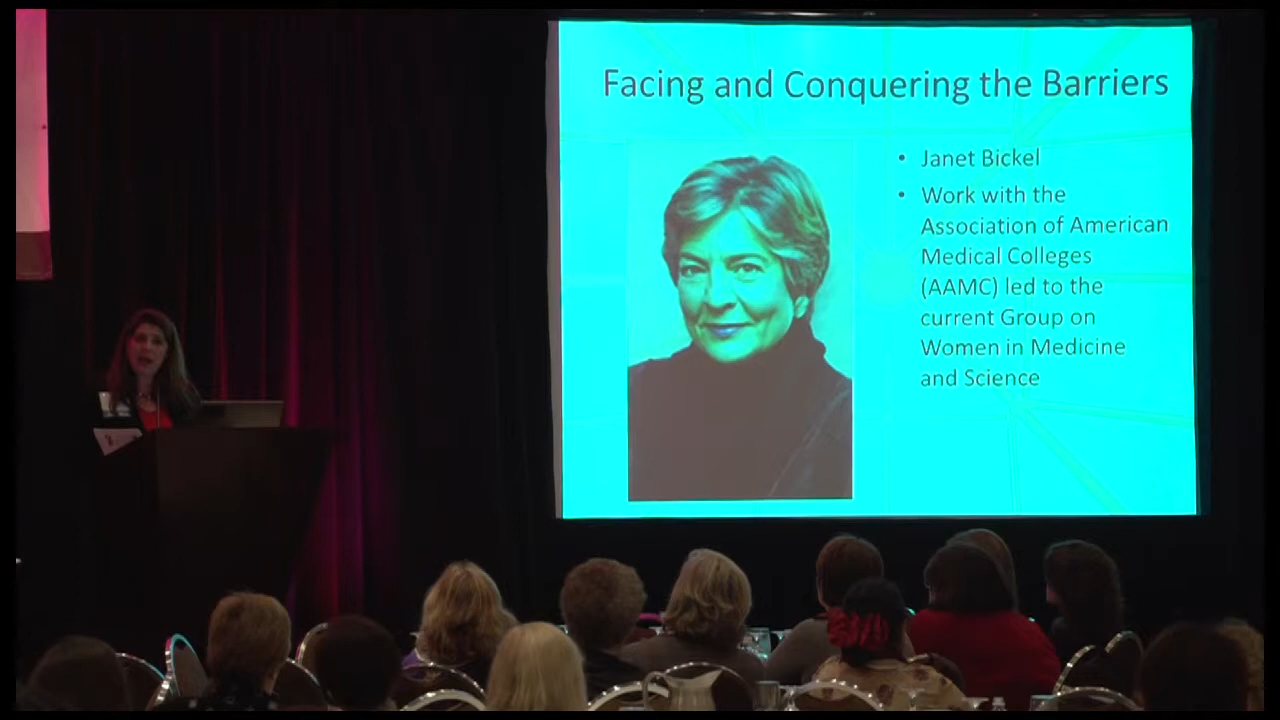 Facing and Conquering the Barriers
• Janet Bickel
• Work with the
Association of American
Medical Colleges
(AAMC) led to the
current Group on
Women in Medicine
and Science